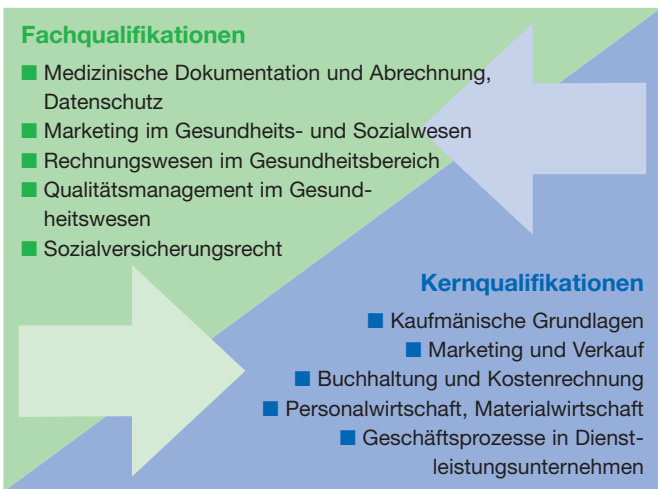 Fachqualifikationen
■ Medizinische Dokumentation und Abrechnung,
Datenschutz
■ Marketing im Gesundheits- und Sozialwesen
■ Rechnungswesen im Gesundheitsbereich
■ Qualitätsmanagement im Gesund-
heitswesen
■ Sozialversicherungsrecht
Kernqualifikationen
■ Kaufmänische Grundlagen
■ Marketing und Verkauf
■ Buchhaltung und Kostenrechnung
■ Personalwirtschaft, Materialwirtschaft
■ Geschäftsprozesse in Dienst-
leistungsunternehmen